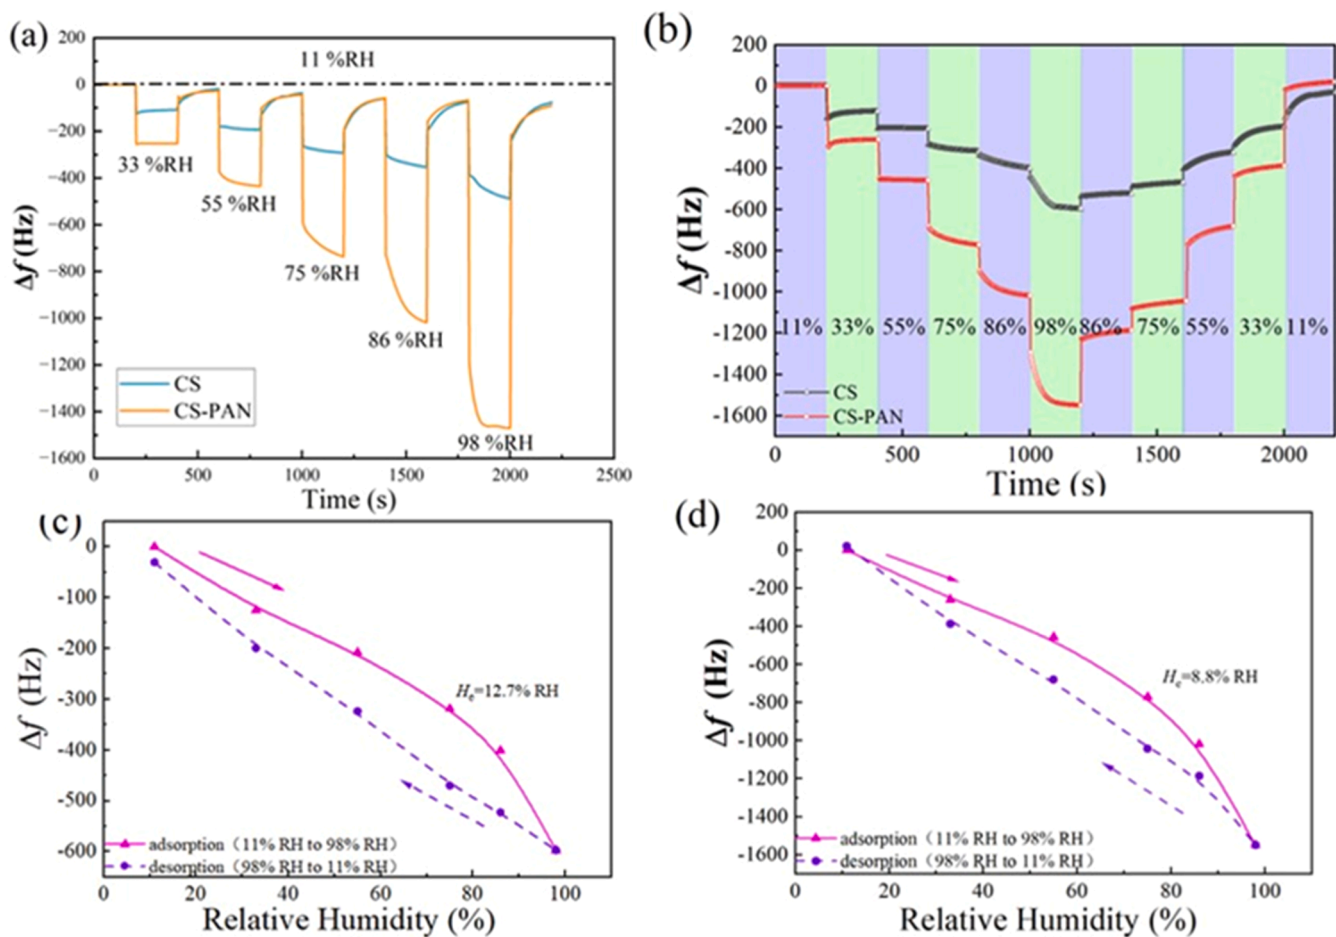 (a)
200
0
−200
−400
−600
−800
−1000
−1200
−1400
−1600
Δf (Hz)
11 %RH
33 %RH
55 %RH
75 %RH
86 %RH
98 %RH
CS
CS-PAN
0 500 1000 1500 2000 2500
Time (s)
(b)
200
0
-200
-400
-600
-800
-1000
-1200
-1400
-1600
Δf (Hz)
11% 33% 55% 75% 86% 98% 86% 75% 55% 33% 11%
CS
CS-PAN
0 500 1000 1500 2000
Time (s)
(c)
0
-100
-200
-300
-400
-500
-600
Δf (Hz)
He=12.7% RH
adsorption（11% RH to 98% RH）
desorption（98% RH to 11% RH）
0 20 40 60 80 100
Relative Humidity (%)
(d)
200
0
-200
-400
-600
-800
-1000
-1200
-1400
-1600
Δf (Hz)
He=8.8% RH
adsorption（11% RH to 98% RH）
desorption（98% RH to 11% RH）
0 20 40 60 80 100
Relative Humidity (%)